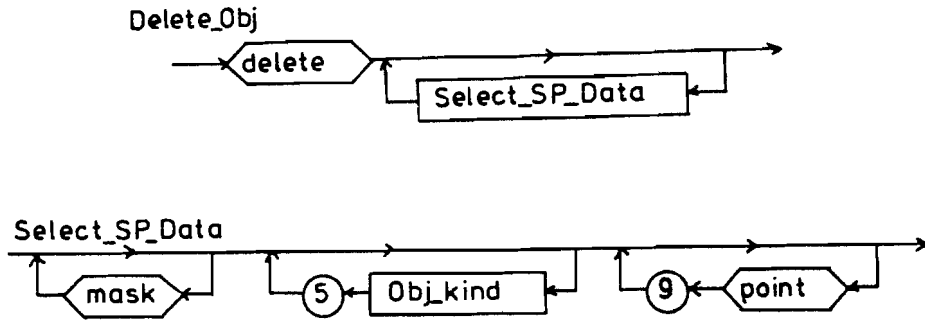 Delete_Obj
delete
Select_SP_Data
Select_SP_Data
mask
5
Obj_kind
9
point